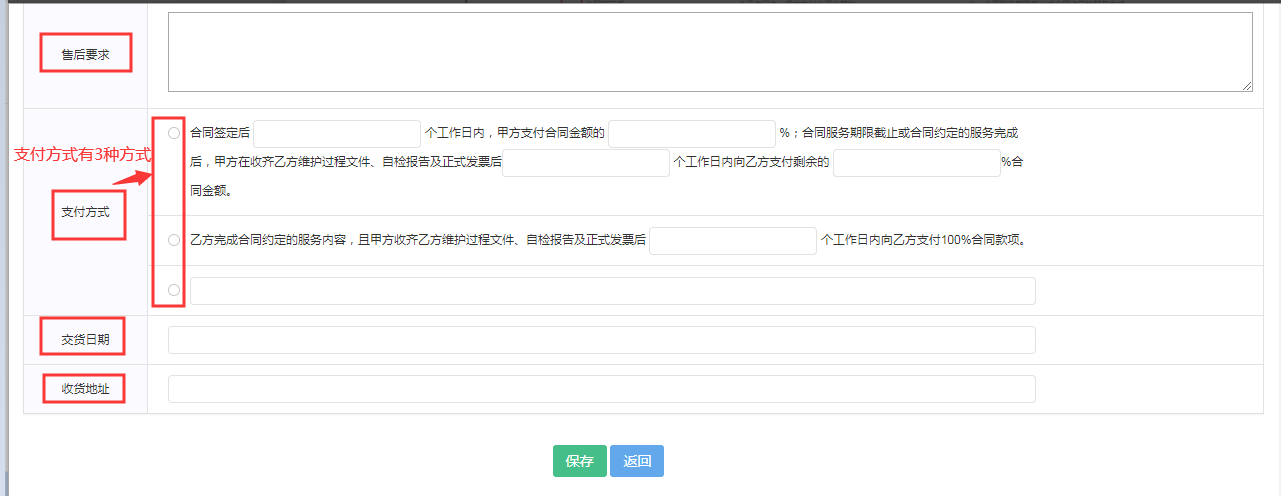 售后要求
合同签定后 个工作日内，甲方支付合同金额的 %；合同服务期限截止或合同约定的服务完成
支付方式有3种方式
后，甲方在收齐乙方维护过程文件、自检报告及正式发票后 个工作日内向乙方支付剩余的 %合
同金额。
支付方式
乙方完成合同约定的服务内容，且甲方收齐乙方维护过程文件、自检报告及正式发票后 个工作日内向乙方支付100%合同款项。
交货日期
收货地址
保存 返回